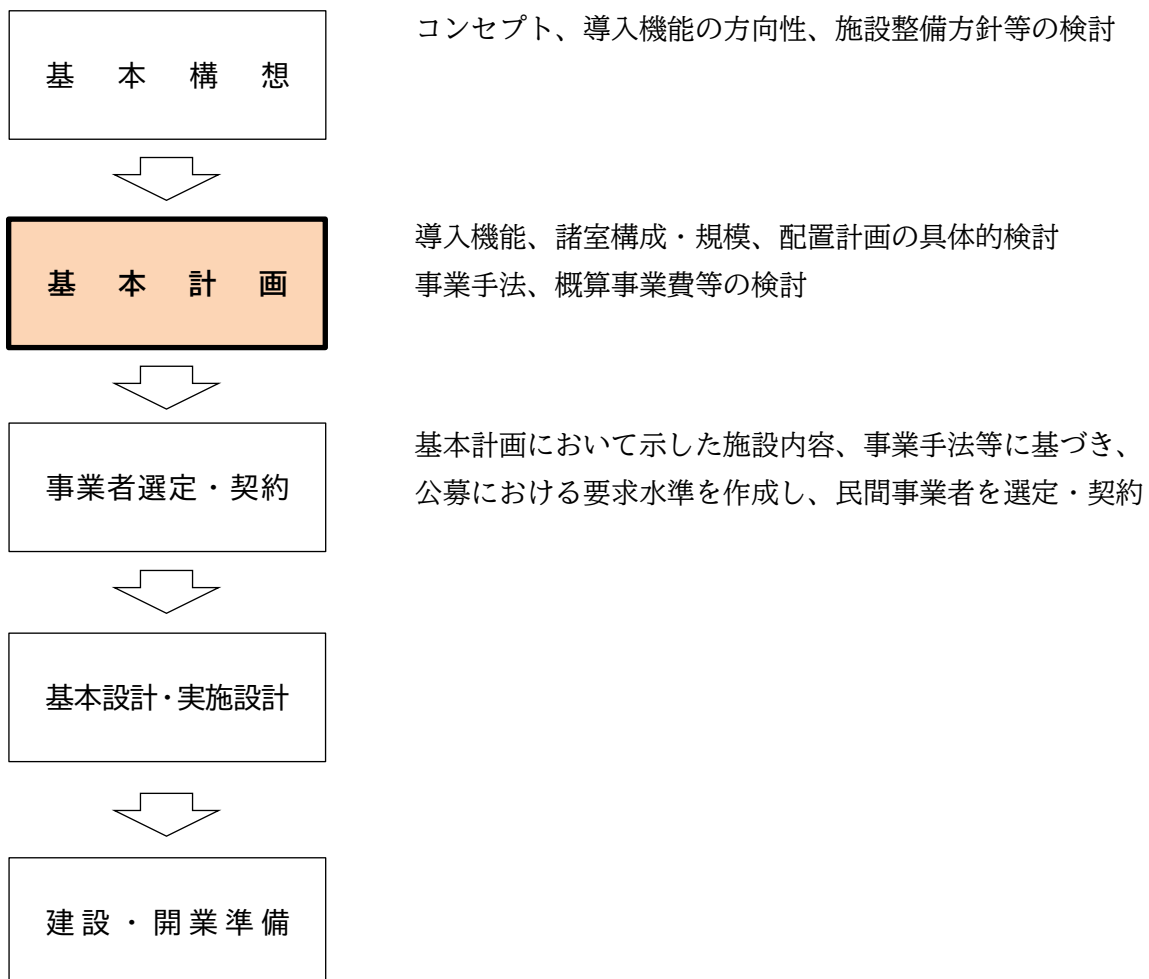 基本構想
コンセプト、導入機能の方向性、施設整備方針等の検討
基本計画
導入機能、諸室構成・規模、配置計画の具体的検討
事業手法、概算事業費等の検討
事業者選定・契約
基本計画において示した施設内容、事業手法等に基づき、
公募における要求水準を作成し、民間事業者を選定・契約
基本設計・実施設計
建設・開業準備